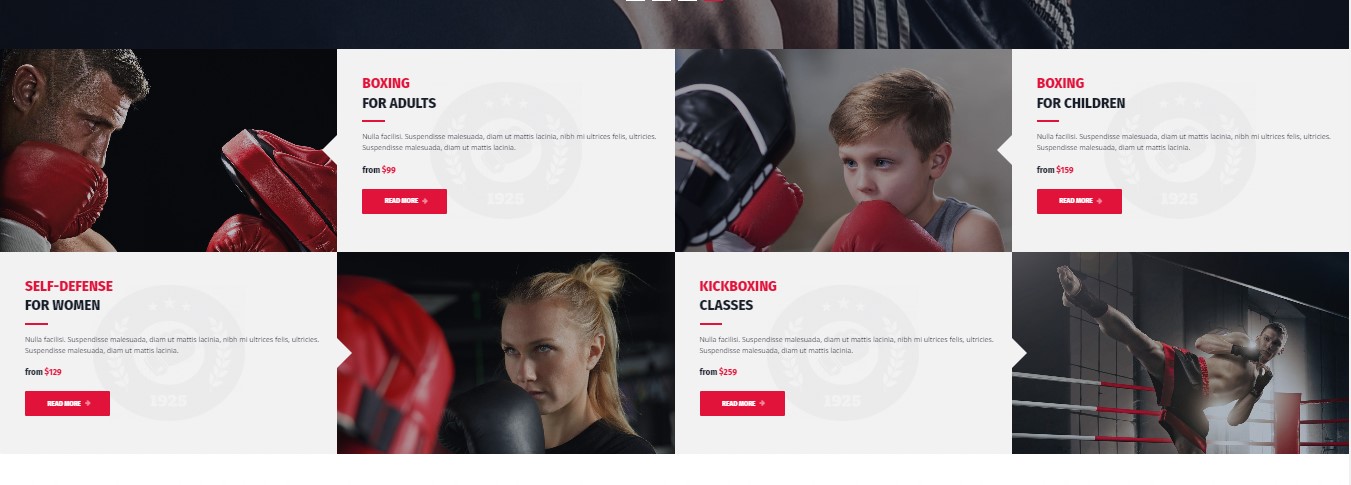 BOXING
FOR ADULTS
Nulla facilisi. Suspendisse malesuada, diam ut mattis lacinia, nibh mi ultrices felis, ultricies.
Suspendisse malesuada, diam ut mattis lacinia.
from $99
READ MORE
1925
BOXING
FOR CHILDREN
Nulla facilisi. Suspendisse malesuada, diam ut mattis lacinia, nibh mi ultrices felis, ultricies.
Suspendisse malesuada, diam ut mattis lacinia.
from $159
READ MORE
1925
SELF-DEFENSE
FOR WOMEN
Nulla facilisi. Suspendisse malesuada, diam ut mattis lacinia, nibh mi ultrices felis, ultricies.
Suspendisse malesuada, diam ut mattis lacinia.
from $129
READ MORE
1925
KICKBOXING
CLASSES
Nulla facilisi. Suspendisse malesuada, diam ut mattis lacinia, nibh mi ultrices felis, ultricies.
Suspendisse malesuada, diam ut mattis lacinia.
from $259
READ MORE
1925